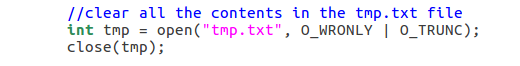 //clear all the contents in the tmp.txt file
int tmp = open("tmp.txt", O_WRONLY | O_TRUNC);
close(tmp);